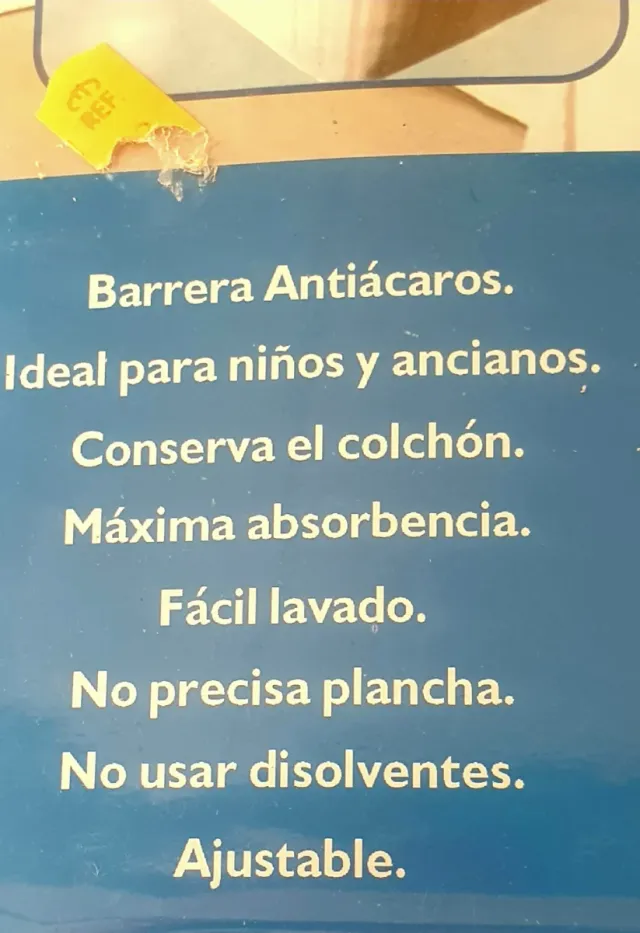 REF
Barrera Antiácaros.
Ideal para niños y ancianos.
Conserva el colchón.
Máxima absorbencia.
Fácil lavado.
No precisa plancha.
No usar disolventes.
Ajustable.